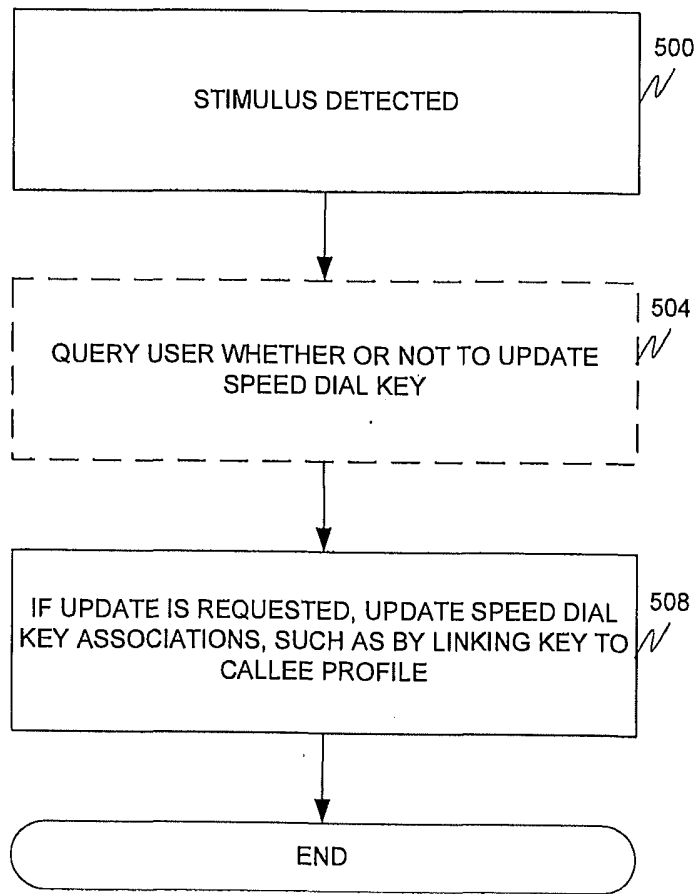 500
STIMULUS DETECTED
504
QUERY USER WHETHER OR NOT TO UPDATE
SPEED DIAL KEY
508
IF UPDATE IS REQUESTED, UPDATE SPEED DIAL
KEY ASSOCIATIONS, SUCH AS BY LINKING KEY TO
CALLEE PROFILE
END